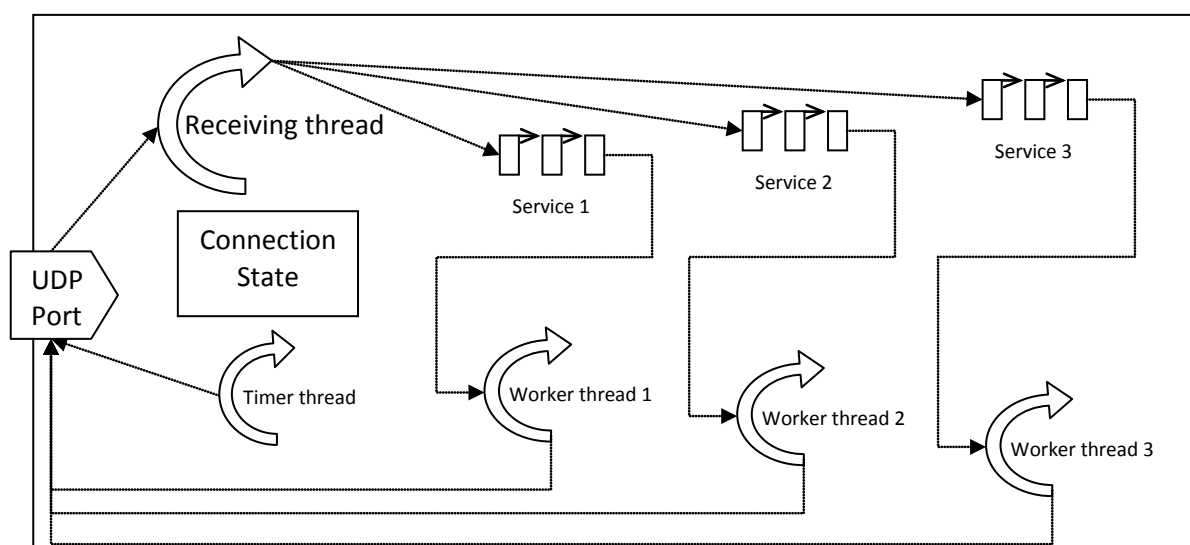 Receiving thread
Service 1
Service 2
Service 3
Connection
State
UDP
Port
Timer thread
Worker thread 1
Worker thread 2
Worker thread 3